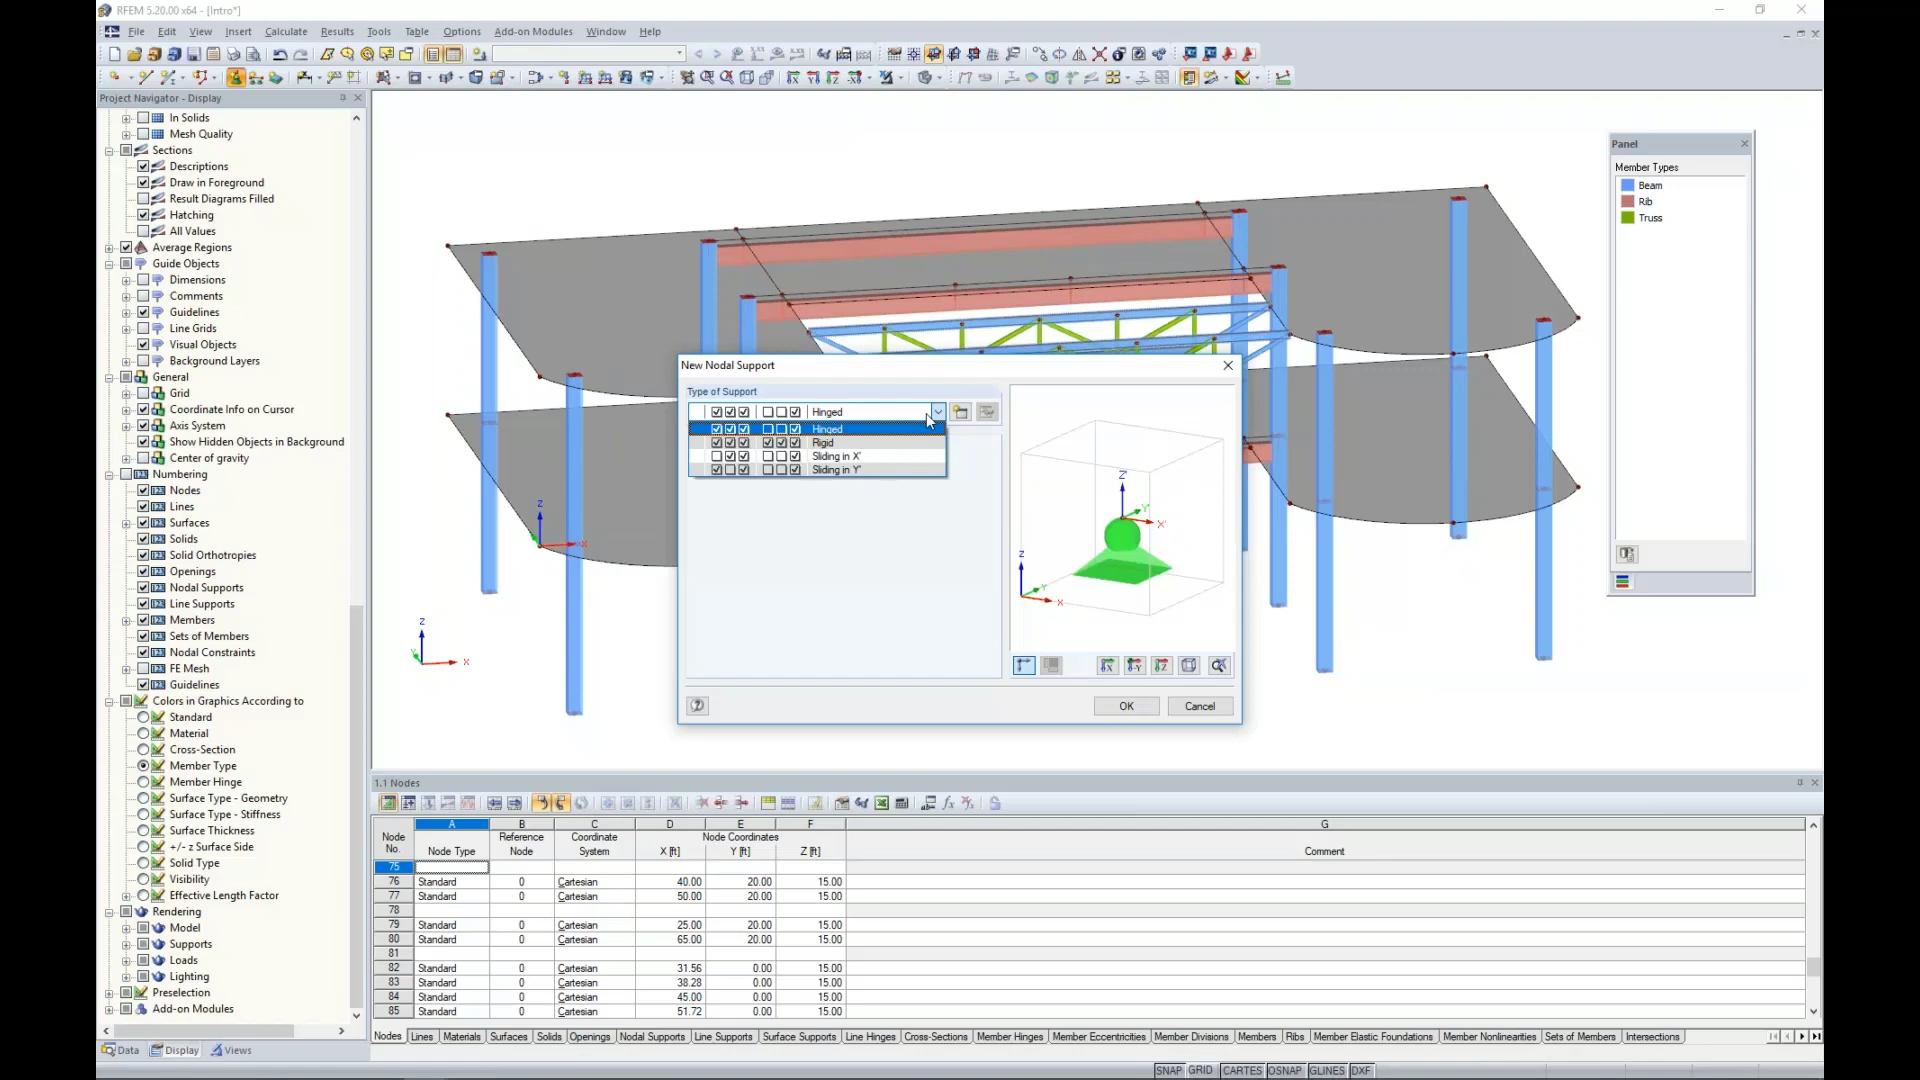 RFEM 5.20.00 x64 - [Intro*]
File Edit View Insert Calculate Results Tools Table Options Add-on Modules Window Help
Project Navigator - Display
In Solids
Mesh Quality
Sections
Descriptions
Draw in Foreground
Result Diagrams Filled
Hatching
All Values
Average Regions
Guide Objects
Dimensions
Comments
Guidelines
Line Grids
Visual Objects
Background Layers
General
Grid
Coordinate Info on Cursor
Axis System
Show Hidden Objects in Background
Center of gravity
Numbering
Nodes
Lines
Surfaces
Solids
Solid Orthotropies
Openings
Nodal Supports
Line Supports
Members
Sets of Members
Nodal Constraints
FE Mesh
Guidelines
Colors in Graphics According to
Standard
Material
Cross-Section
Member Type
Member Hinge
Surface Type - Geometry
Surface Type - Stiffness
Surface Thickness
+/- z Surface Side
Solid Type
Visibility
Effective Length Factor
Rendering
Model
Supports
Loads
Lighting
Preselection
Add-on Modules
Data Display Views
Panel
Member Types
Beam
Rib
Truss
Z
X
Z
Y
X
New Nodal Support
Type of Support
Hinged
Hinged
Rigid
Sliding in X'
Sliding in Y'
Z'
Y'
X'
Z
Y
X
OK Cancel
1.1 Nodes
A B C D E F G
Node Reference Coordinate Node Coordinates
No. Node Type Node System X [ft] Y [ft] Z [ft] Comment
75
76 Standard 0 Cartesian 40.00 20.00 15.00
77 Standard 0 Cartesian 50.00 20.00 15.00
78
79 Standard 0 Cartesian 25.00 20.00 15.00
80 Standard 0 Cartesian 65.00 20.00 15.00
81
82 Standard 0 Cartesian 31.56 0.00 15.00
83 Standard 0 Cartesian 38.28 0.00 15.00
84 Standard 0 Cartesian 45.00 0.00 15.00
85 Standard 0 Cartesian 51.72 0.00 15.00
Nodes Lines Materials Surfaces Solids Openings Nodal Supports Line Supports Surface Supports Line Hinges Cross-Sections Member Hinges Member Eccentricities Member Divisions Members Ribs Member Elastic Foundations Member Nonlinearities Sets of Members Intersections
SNAP GRID CARTES OSNAP GLINES DXF